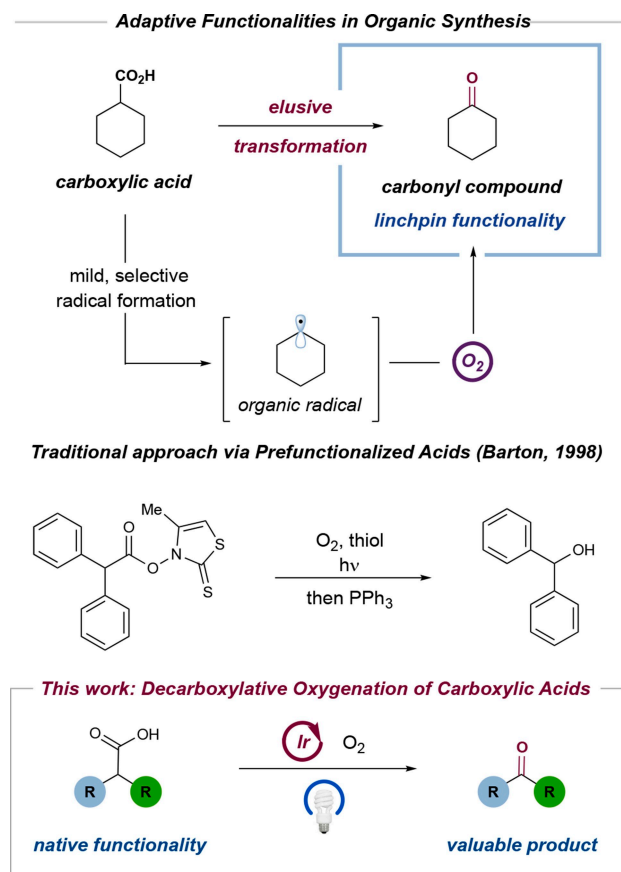 Adaptive Functionalities in Organic Synthesis
CO2H
O
elusive
transformation
carboxylic acid
carbonyl compound
linchpin functionality
mild, selective
radical formation
O2
organic radical
Traditional approach via Prefunctionalized Acids (Barton, 1998)
Me
O
S
N
O
S
O2, thiol
hν
then PPh3
OH
This work: Decarboxylative Oxygenation of Carboxylic Acids
O
OH
Ir
O2
O
R
R
R
R
native functionality
valuable product